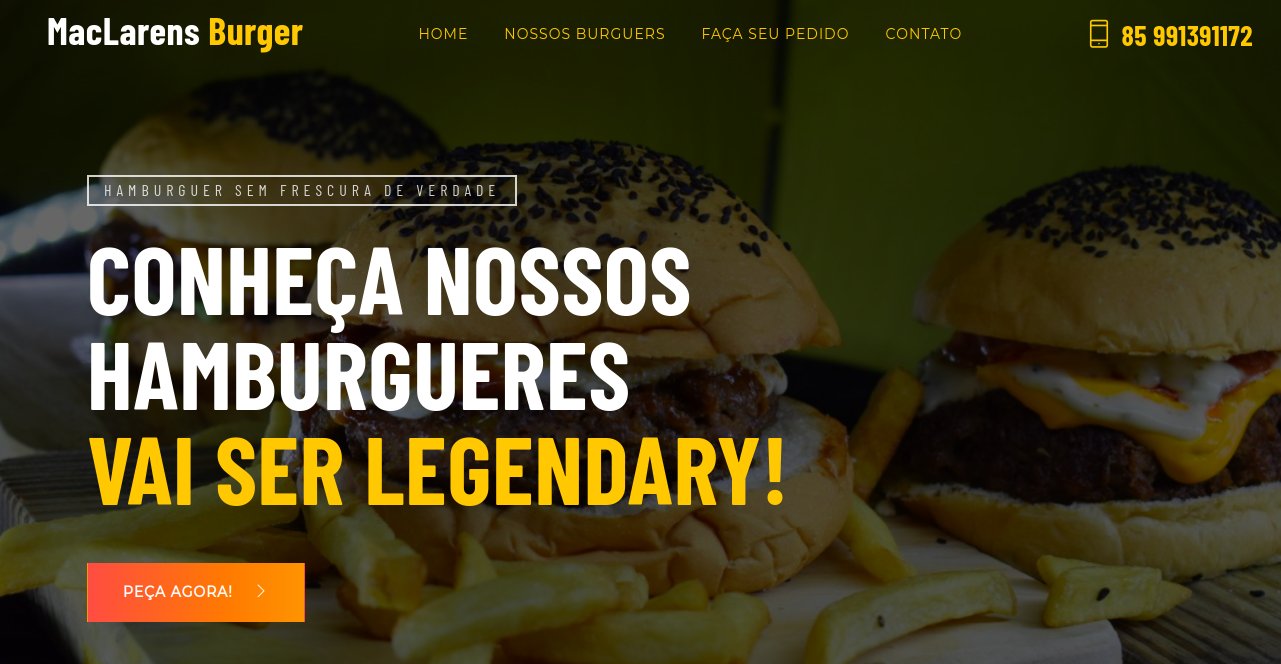 MacLarens Burger
HOME NOSSOS BURGUERS FAÇA SEU PEDIDO CONTATO
85 991391172
HAMBURGUER SEM FRESCURA DE VERDADE
CONHEÇA NOSSOS
HAMBURGUERES
VAI SER LEGENDARY!
PEÇA AGORA!